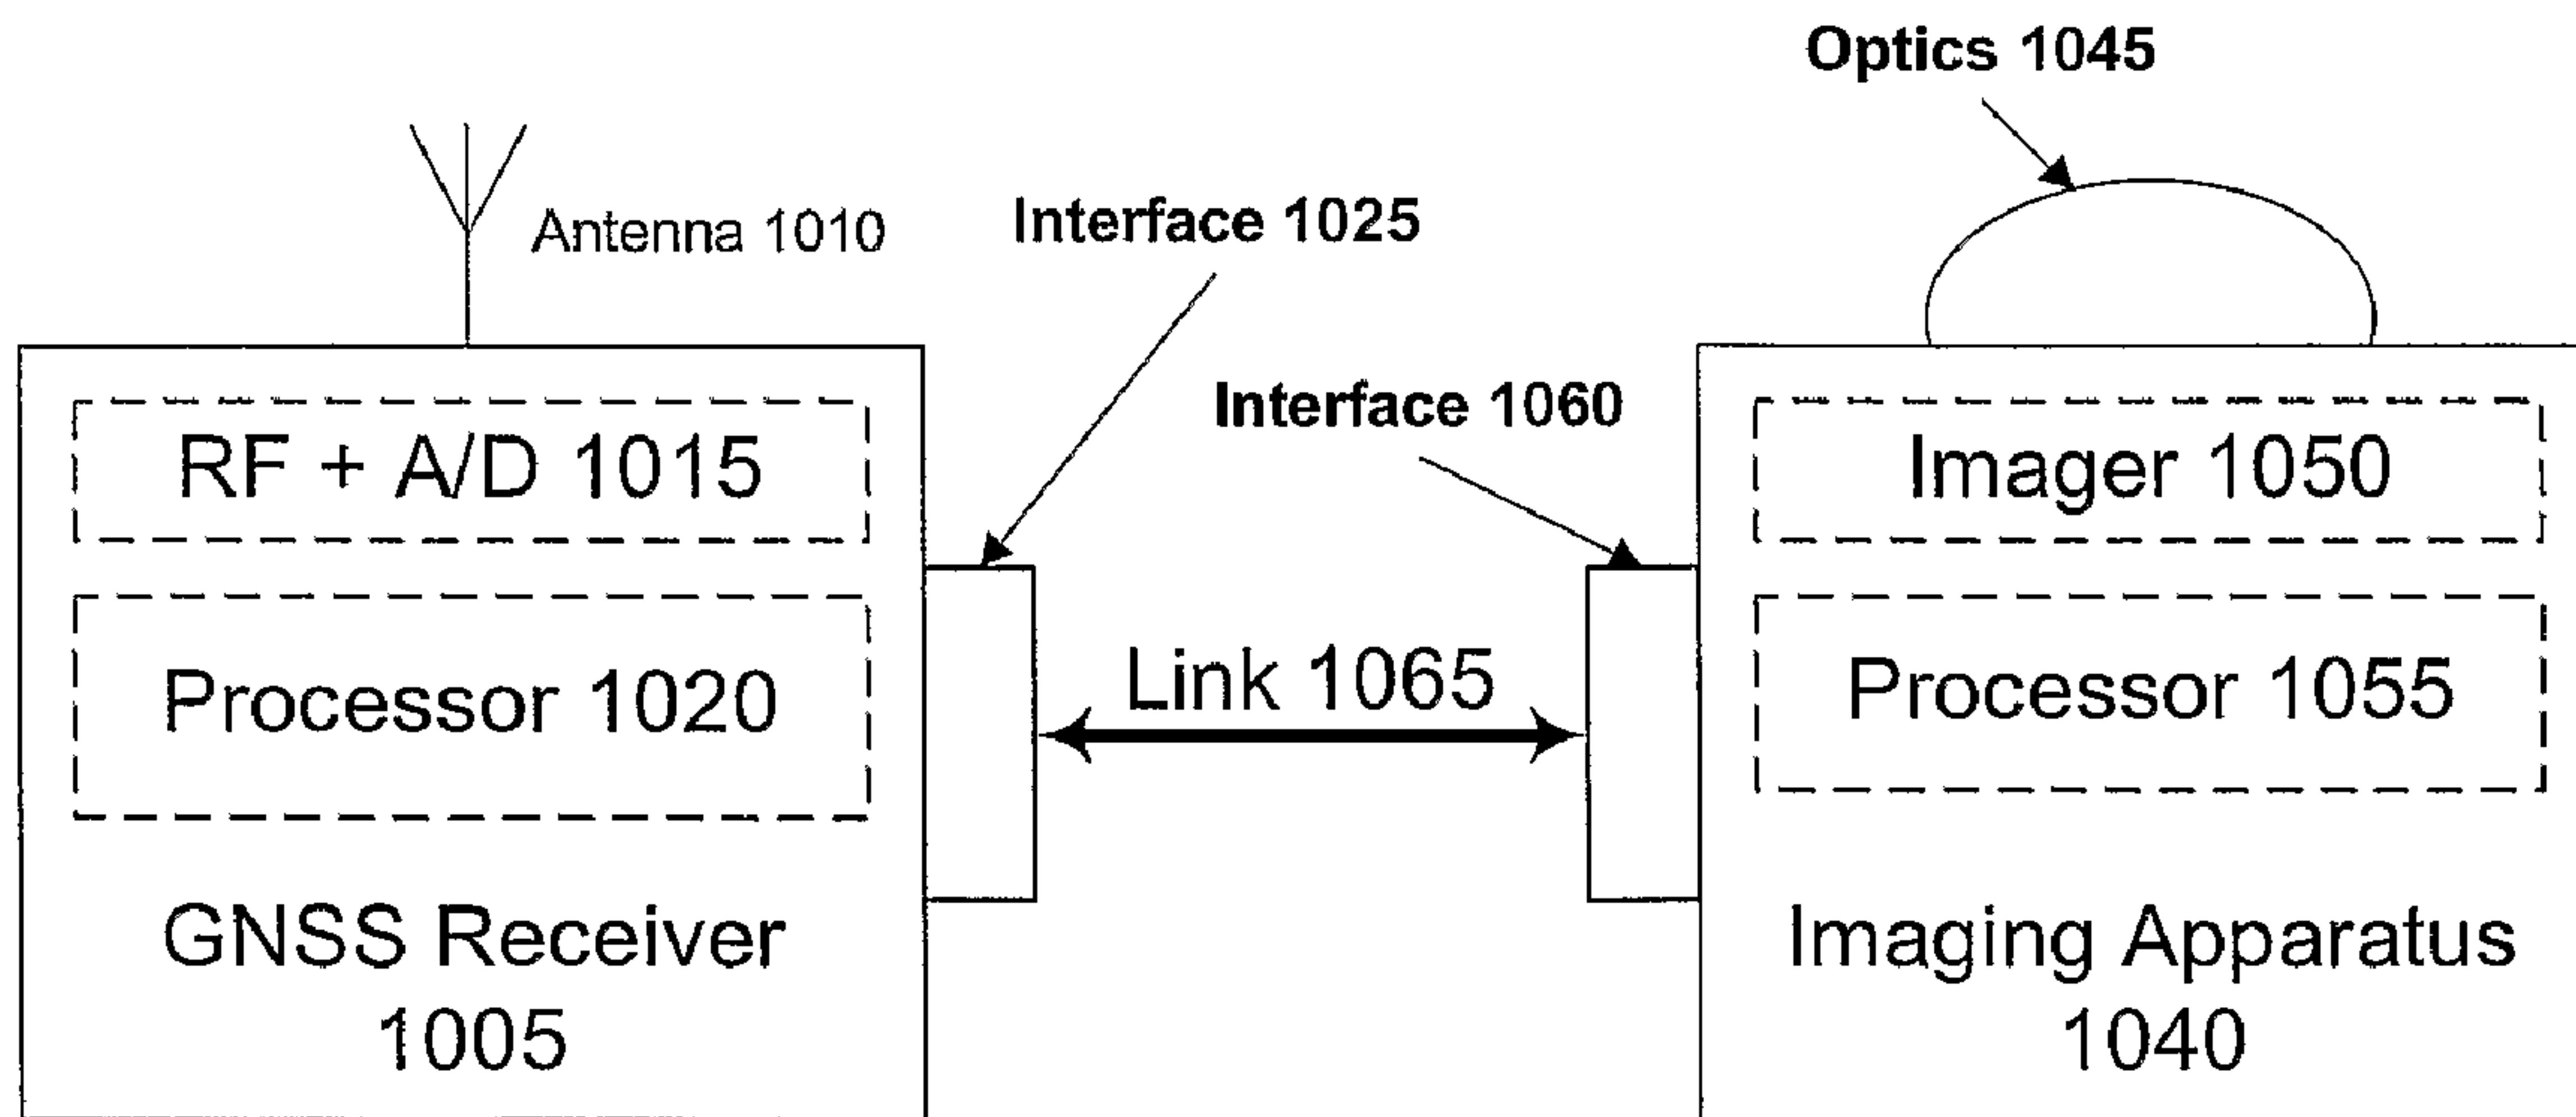 Optics 1045
Antenna 1010
Interface 1025
Interface 1060
RF + A/D 1015
Imager 1050
Processor 1020
Link 1065
Processor 1055
GNSS Receiver
1005
Imaging Apparatus
1040